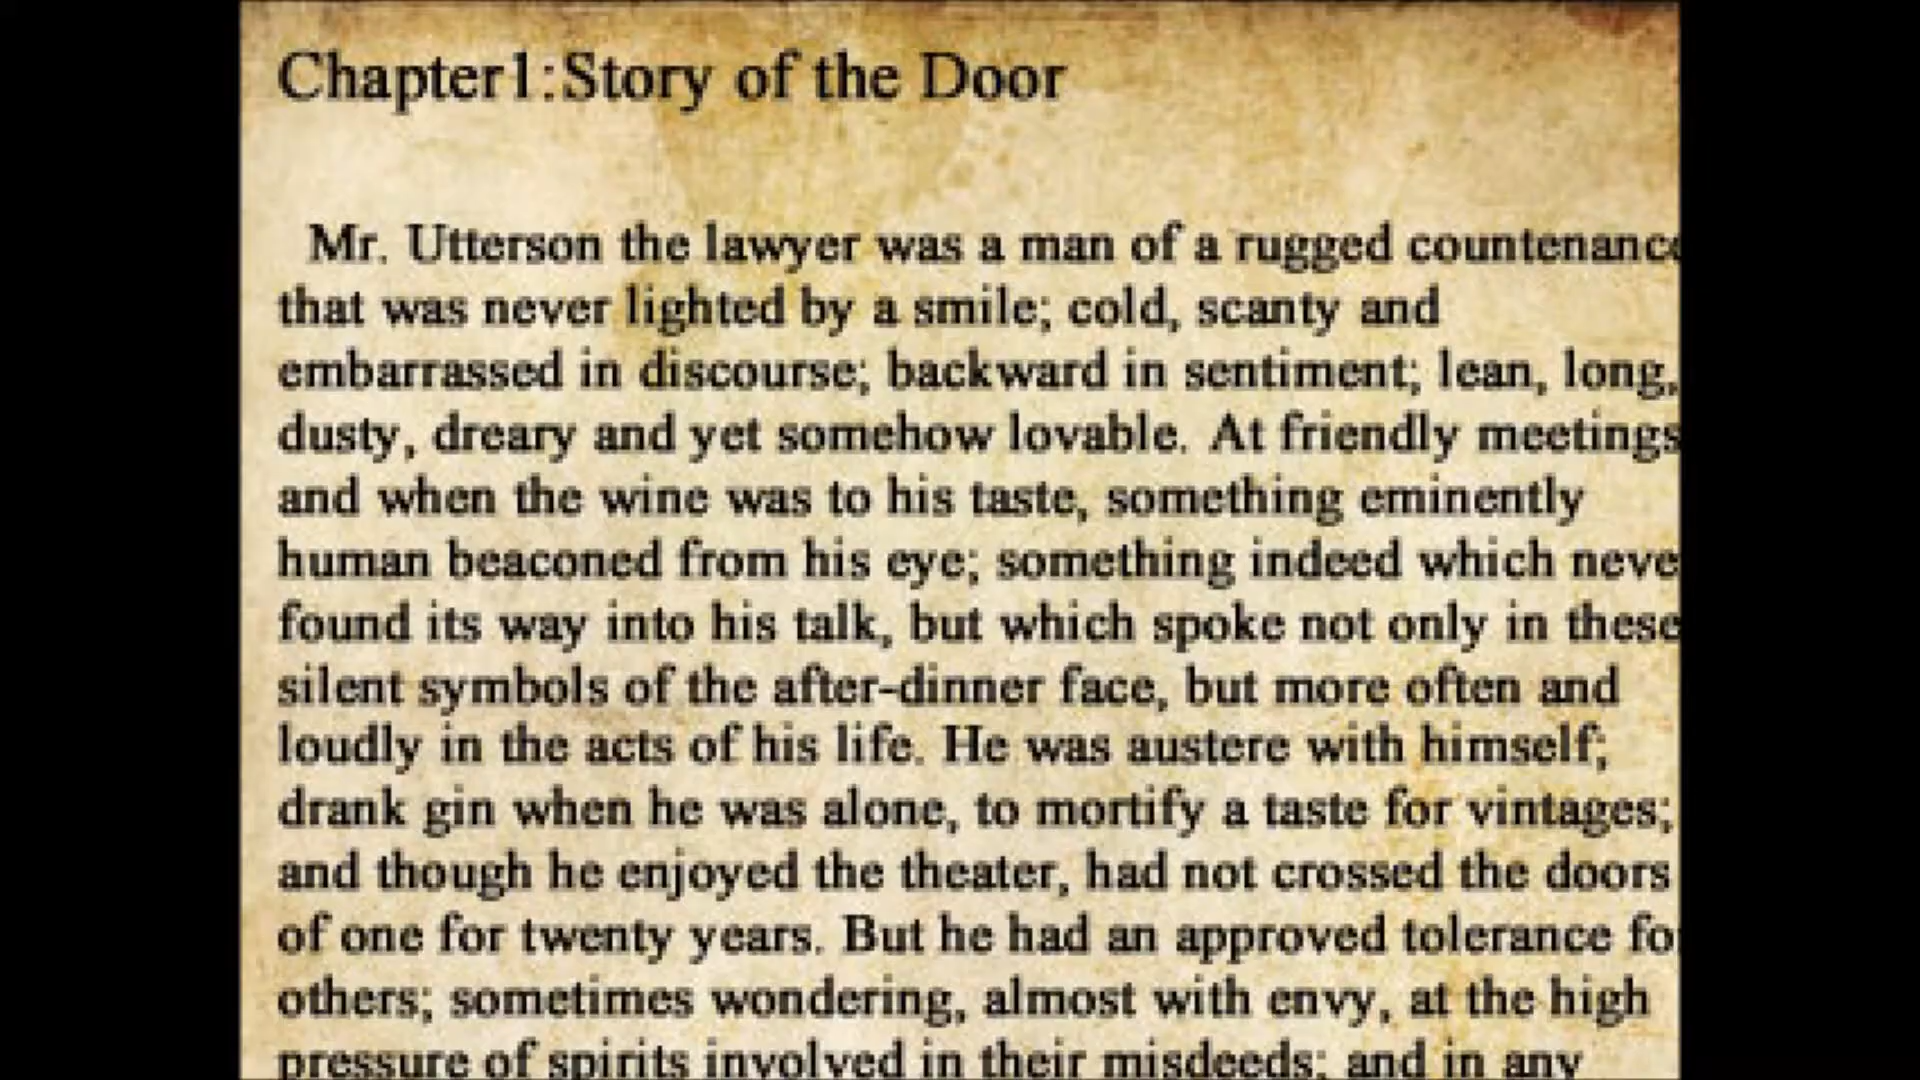 Chapter1:Story of the Door
Mr. Utterson the lawyer was a man of a rugged countenance
that was never lighted by a smile; cold, scanty and
embarrassed in discourse; backward in sentiment; lean, long,
dusty, dreary and yet somehow lovable. At friendly meetings
and when the wine was to his taste, something eminently
human beaconed from his eye; something indeed which neve
found its way into his talk, but which spoke not only in these
silent symbols of the after-dinner face, but more often and
loudly in the acts of his life. He was austere with himself;
drank gin when he was alone, to mortify a taste for vintages;
and though he enjoyed the theater, had not crossed the doors
of one for twenty years. But he had an approved tolerance fo
others; sometimes wondering, almost with envy, at the high
pressure of spirits involved in their misdeeds; and in any